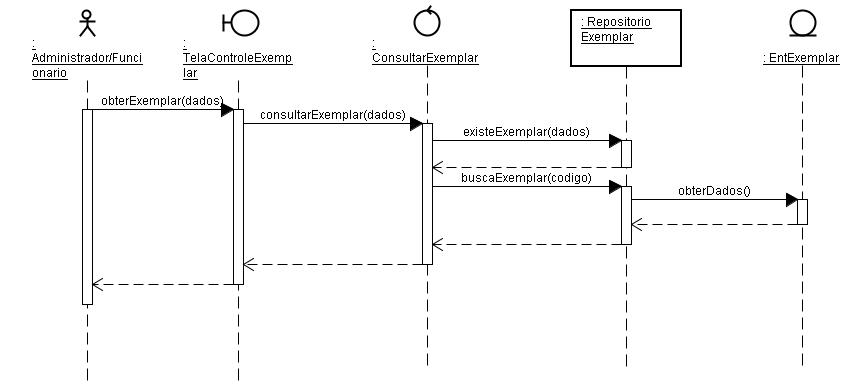 :
Administrador/Funci
onario
:
TelaControleExemp
lar
:
ConsultarExemplar
: Repositorio
Exemplar
: EntExemplar
obterExemplar(dados)
consultarExemplar(dados)
existeExemplar(dados)
buscaExemplar(codigo)
obterDados()